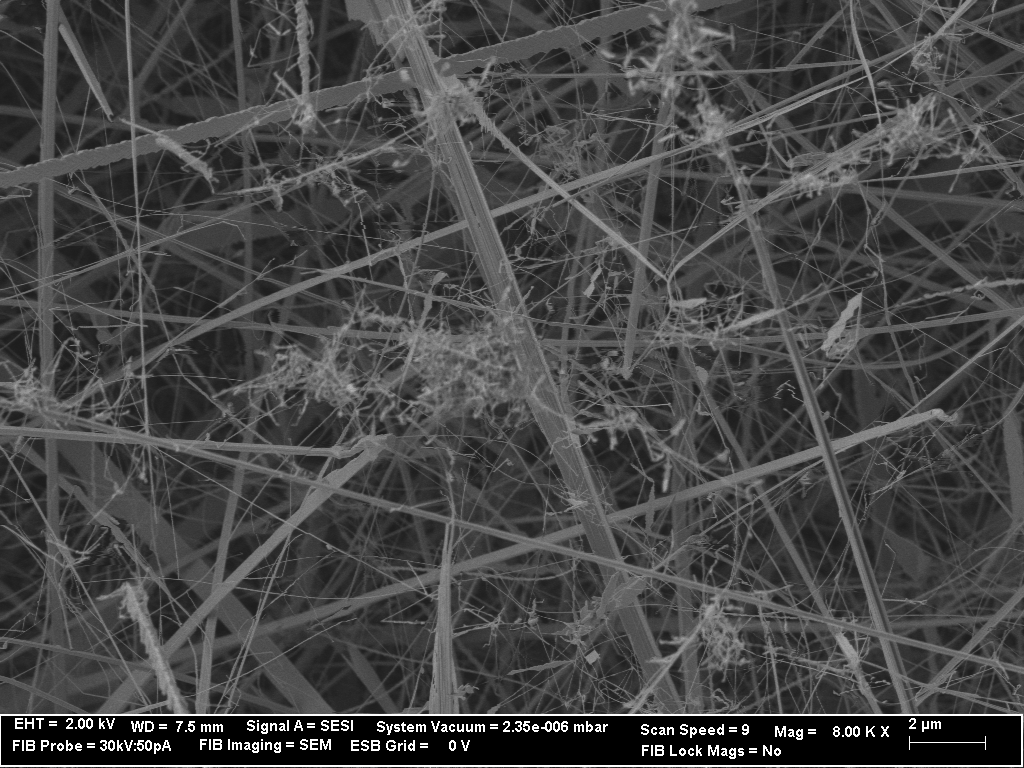 EHT = 2.00 kV WD = 7.5 mm Signal A = SESI System Vacuum = 2.35e-006 mbar Scan Speed = 9 Mag = 8.00 K X 2 µm
FIB Probe = 30kV:50pA FIB Imaging = SEM ESB Grid = 0 V FIB Lock Mags = No